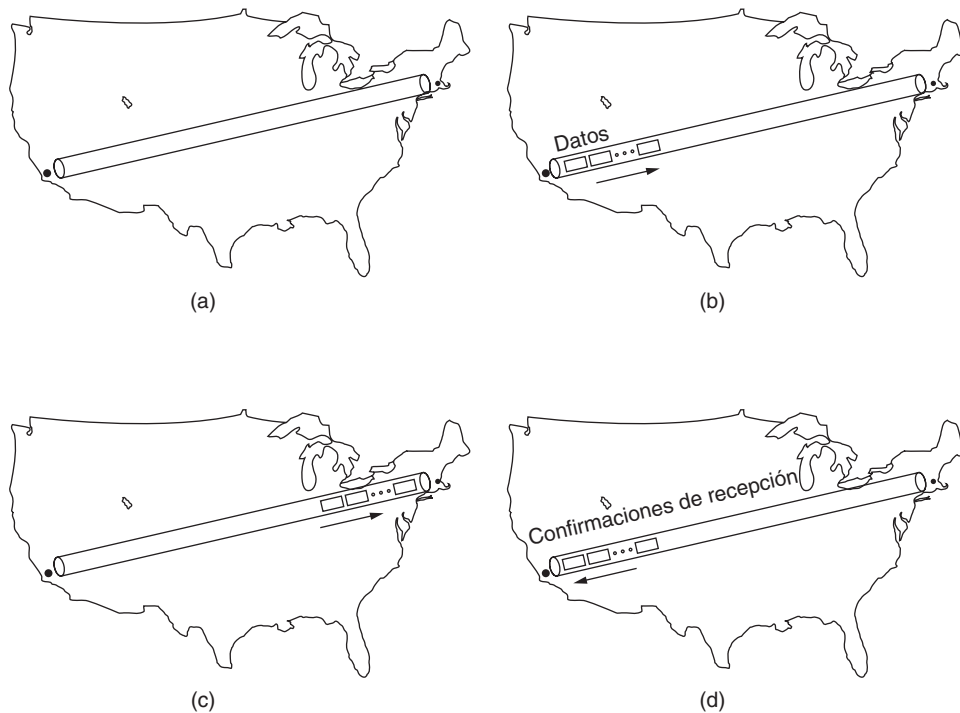 Datos
(a)
(b)
Confirmaciones de recepción
(c)
(d)